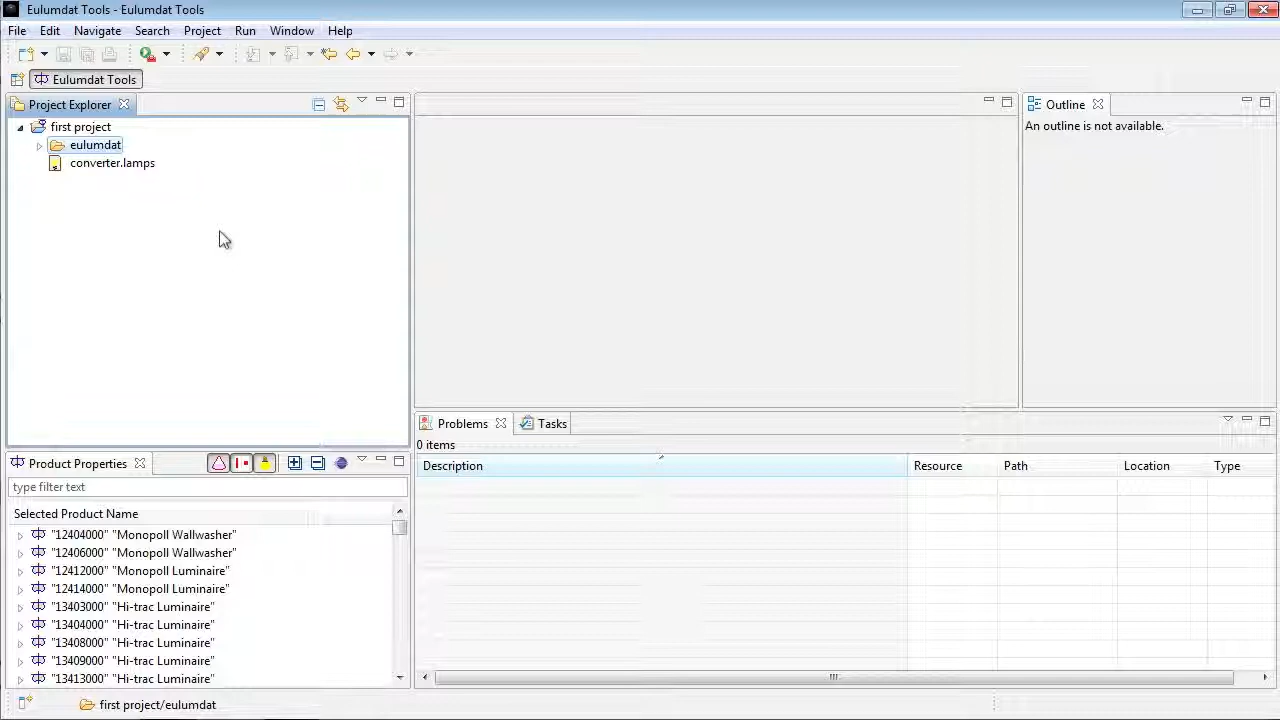 Eulumdat Tools - Eulumdat Tools
File Edit Navigate Search Project Run Window Help
Eulumdat Tools
Project Explorer
first project
eulumdat
converter.lamps
Outline
An outline is not available.
Product Properties
type filter text
Selected Product Name
"12404000" "Monopoll Wallwasher"
"12406000" "Monopoll Wallwasher"
"12412000" "Monopoll Luminaire"
"12414000" "Monopoll Luminaire"
"13403000" "Hi-trac Luminaire"
"13404000" "Hi-trac Luminaire"
"13408000" "Hi-trac Luminaire"
"13409000" "Hi-trac Luminaire"
"13413000" "Hi-trac Luminaire"
Problems Tasks
0 items
Description Resource Path Location Type
first project/eulumdat